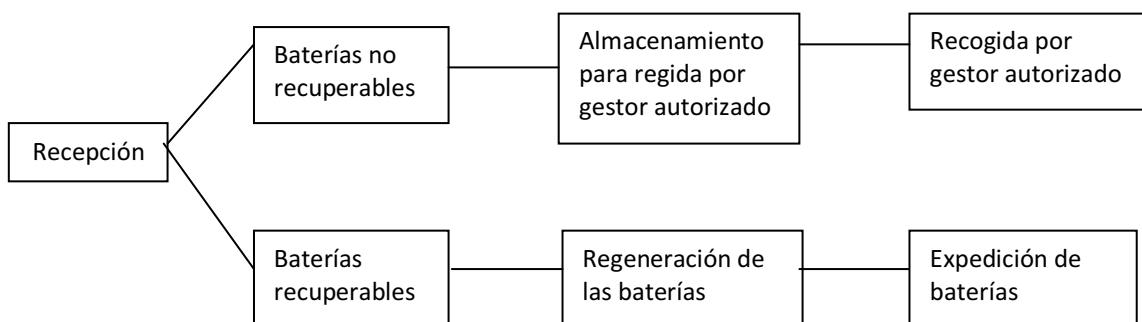 Recepción
Baterías no
recuperables
Almacenamiento
para regida por
gestor autorizado
Recogida por
gestor autorizado
Baterías
recuperables
Regeneración de
las baterías
Expedición de
baterías